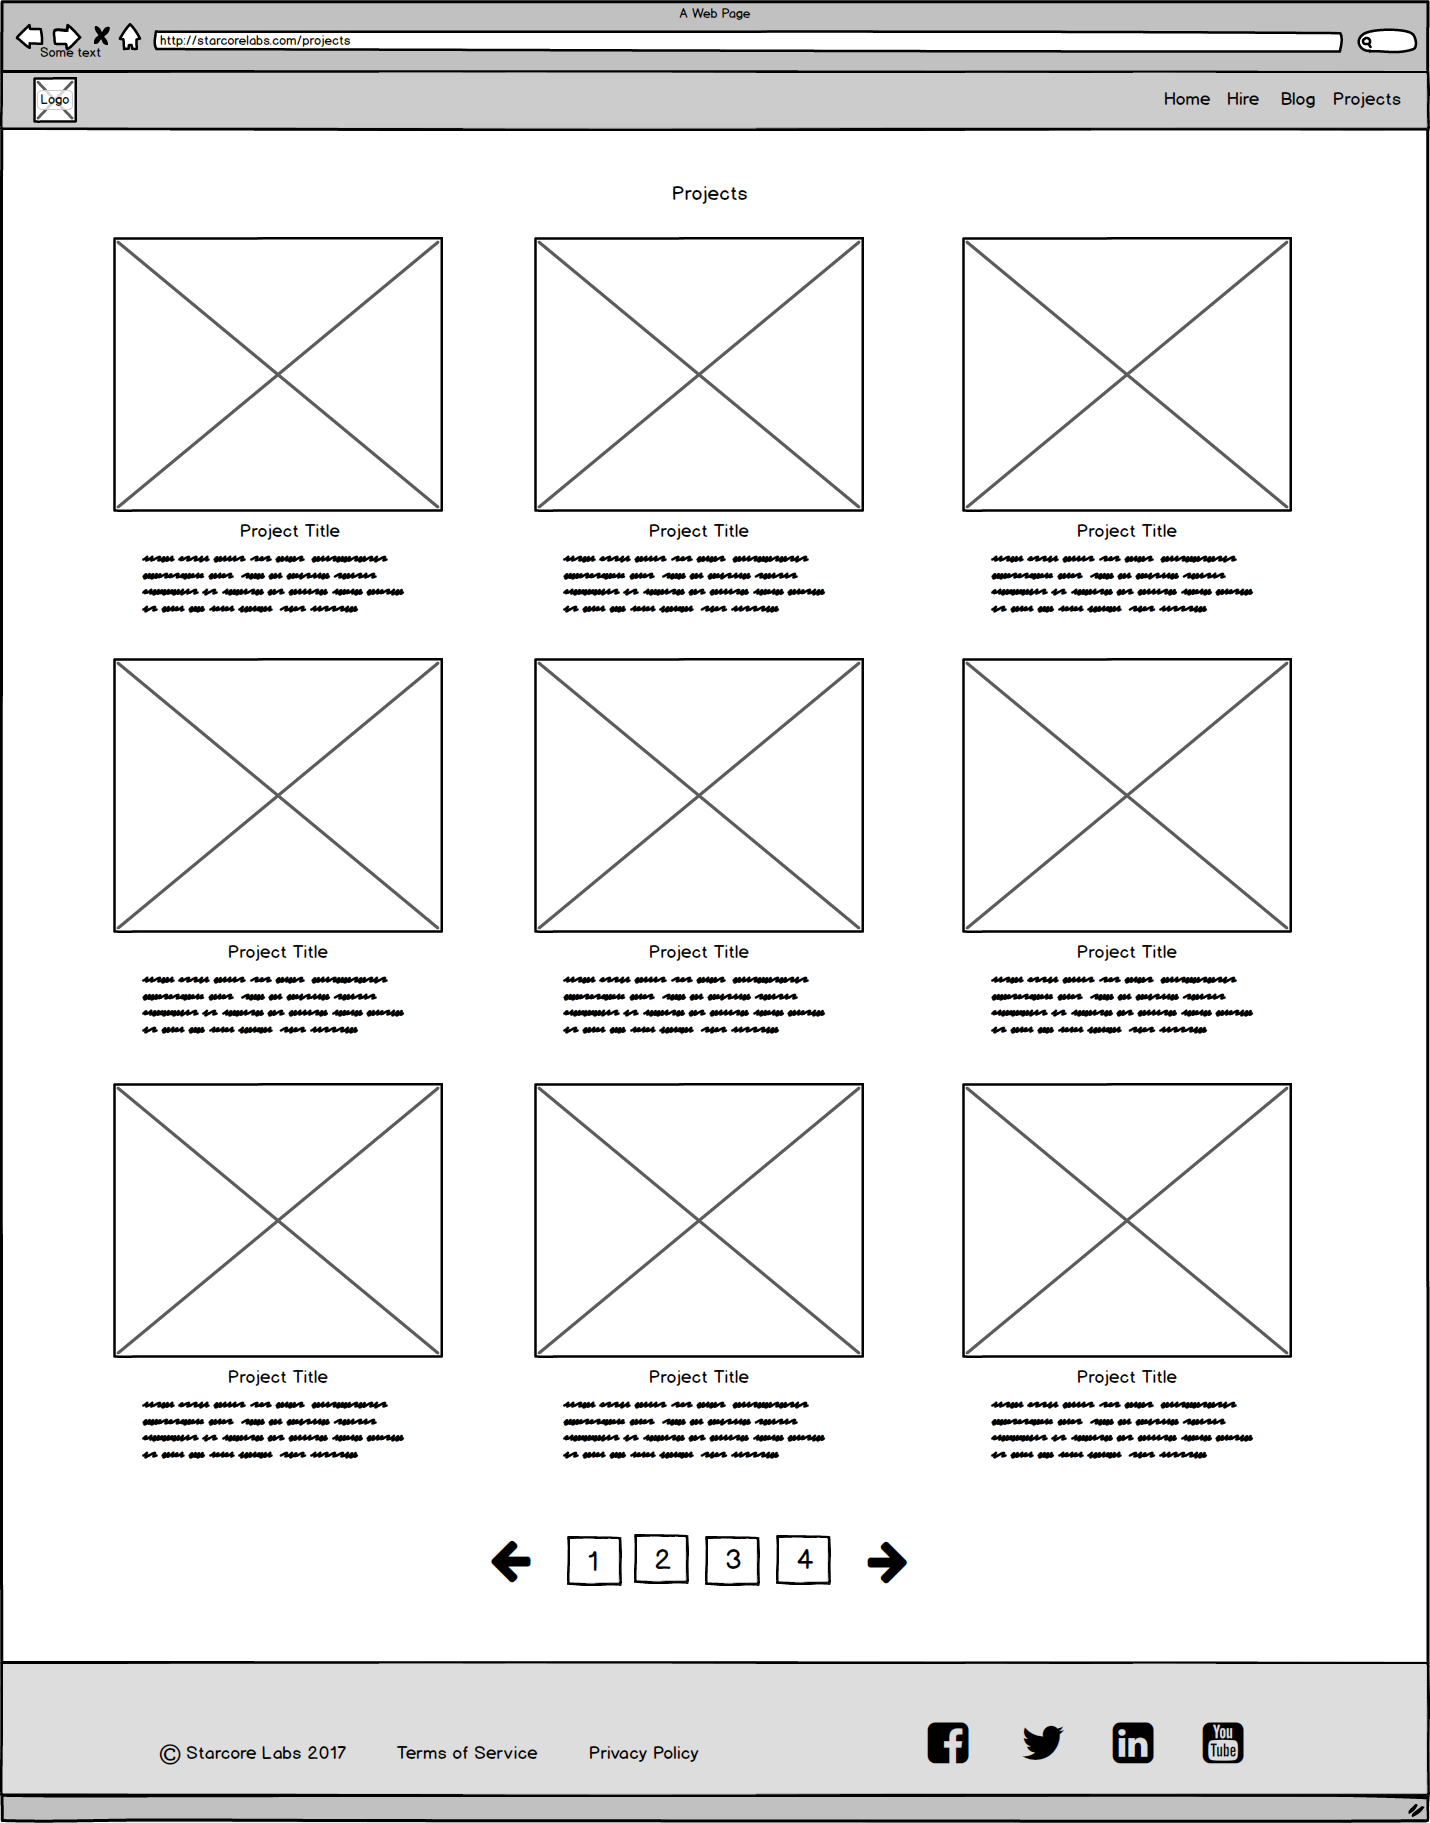 A Web Page
http://starcorelabs.com/projects
Some text
Logo
Home Hire Blog Projects
Projects
Project Title Project Title Project Title
Project Title Project Title Project Title
Project Title Project Title Project Title
1 2 3 4
© Starcore Labs 2017 Terms of Service Privacy Policy
f in You Tube